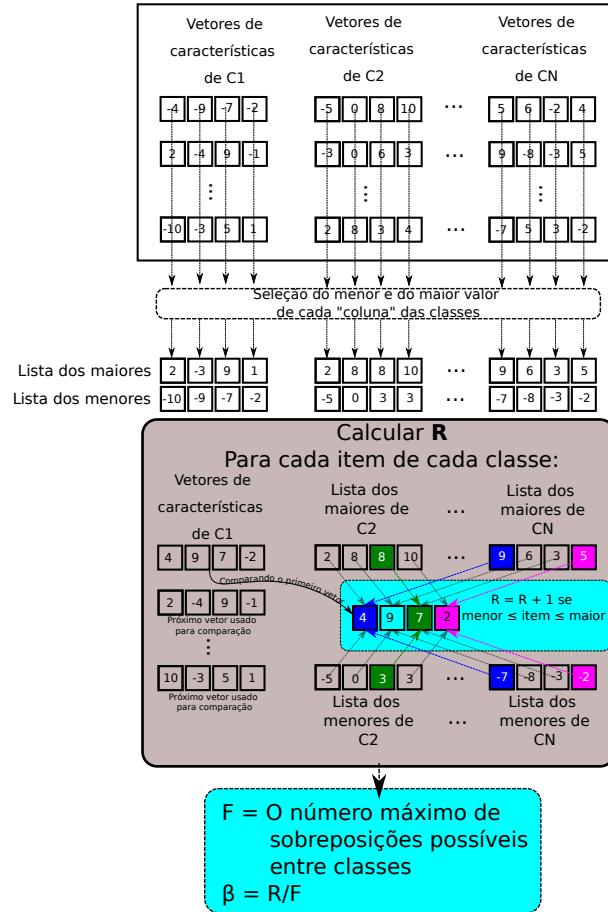 Vetores de
característicias
de C1
Vetores de
característicias
de C2
Vetores de
característicias
de CN
-4 -9 -7 -2 -5 0 8 10 ... 5 6 -2 4
2 -4 9 -1 -3 0 6 3 ... 9 -8 -3 5
... ... ...
-10 -3 5 1 2 8 3 4 ... -7 5 3 -2
Seleção do menor e do maior valor
de cada "coluna" das classes
Lista dos maiores 2 -3 9 1 2 8 8 10 ... 9 6 3 5
Lista dos menores -10 -9 -7 -2 -5 0 3 3 ... -7 -8 -3 -2
Calcular R
Para cada item de cada classe:
Vetores de
característicias
de C1
Lista dos
maiores de
C2
...
Lista dos
maiores de
CN
4 9 7 -2 2 8 8 10 ... 9 6 3 5
Comparando o primeiro vetor
2 -4 9 -1
Próximo vetor usado
para comparação
...
4 9 7 -2
R = R + 1 se
menor ≤ item ≤ maior
10 -3 5 1
Próximo vetor usado
para comparação
-5 0 3 3 ... -7 -8 -3 -2
Lista dos
menores de
C2
...
Lista dos
menores de
CN
F = O número máximo de
sobreposições possíveis
entre classes
β = R/F